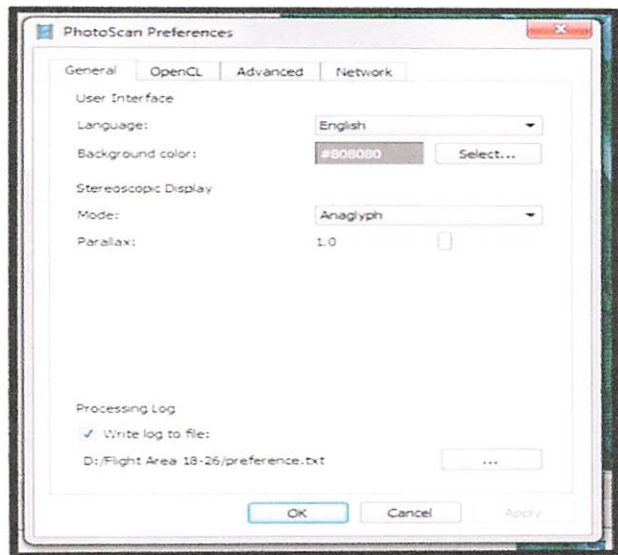 PhotoScan Preferences
General OpenCL Advanced Network
User Interface
Language: English
Background color: #808080 Select...
Stereoscopic Display
Mode: Anaglyph
Parallax: 1.0
Processing Log
Write log to file:
D:/Flight Area 18-26/preference.txt ...
OK Cancel Apply